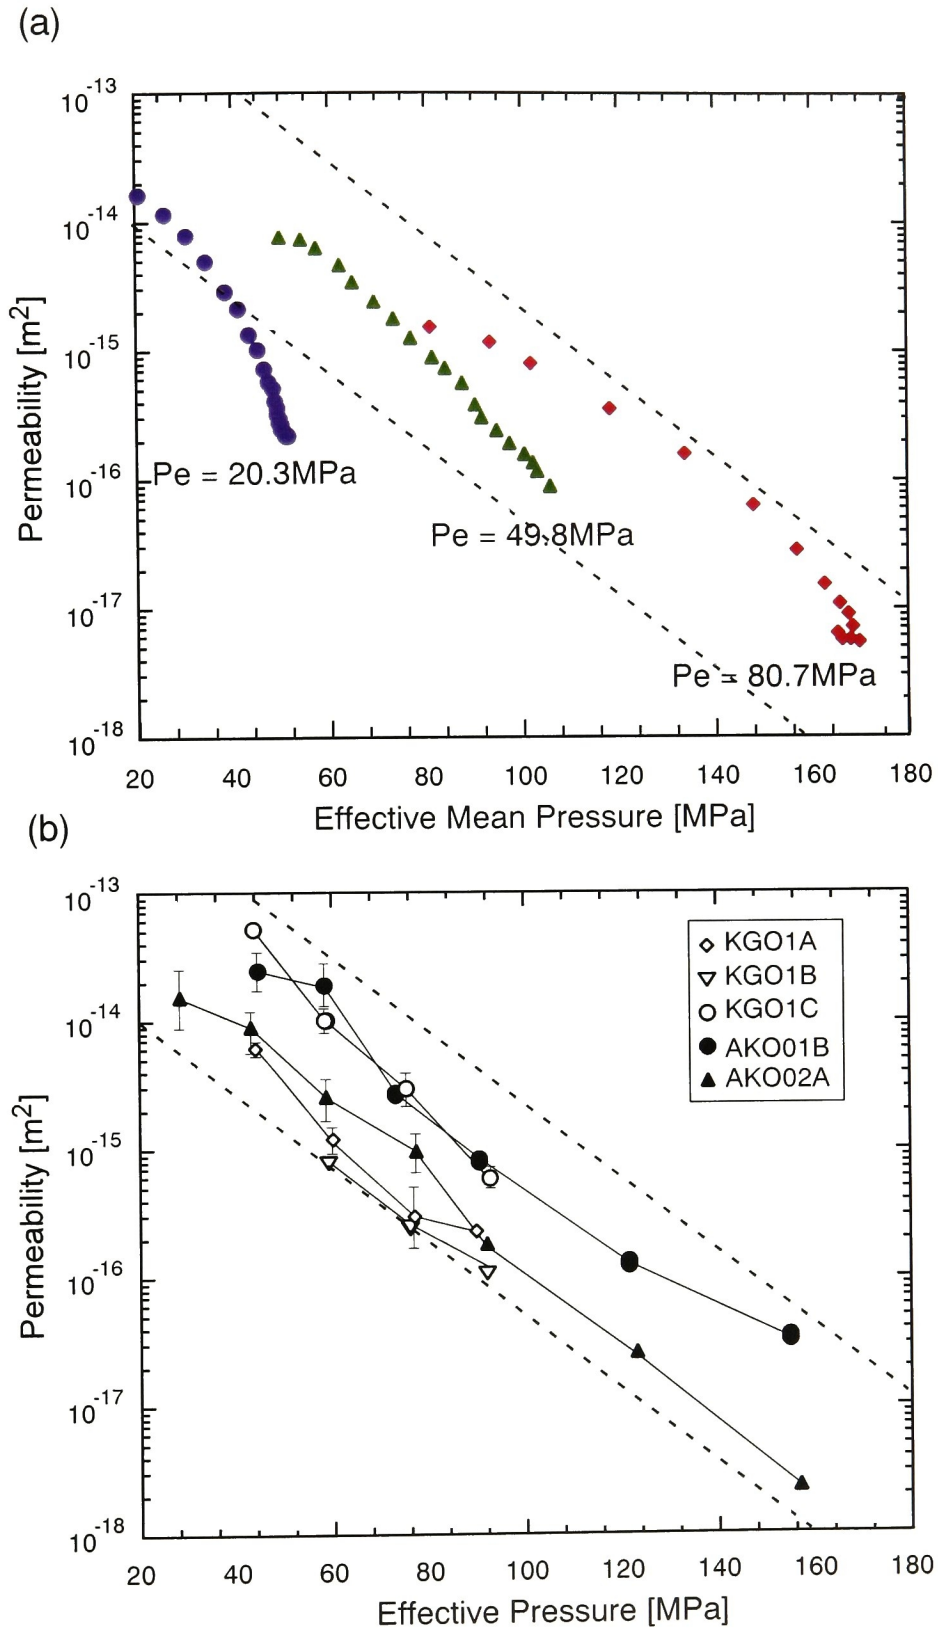 (a)
10-13
10-14
10-15
10-16
10-17
10-18
Permeability [m2]
Pe = 20.3MPa
Pe = 49.8MPa
Pe = 80.7MPa
20 40 60 80 100 120 140 160 180
Effective Mean Pressure [MPa]
(b)
10-13
10-14
10-15
10-16
10-17
10-18
Permeability [m2]
KGO1A
KGO1B
KGO1C
AKO01B
AKO02A
20 40 60 80 100 120 140 160 180
Effective Pressure [MPa]